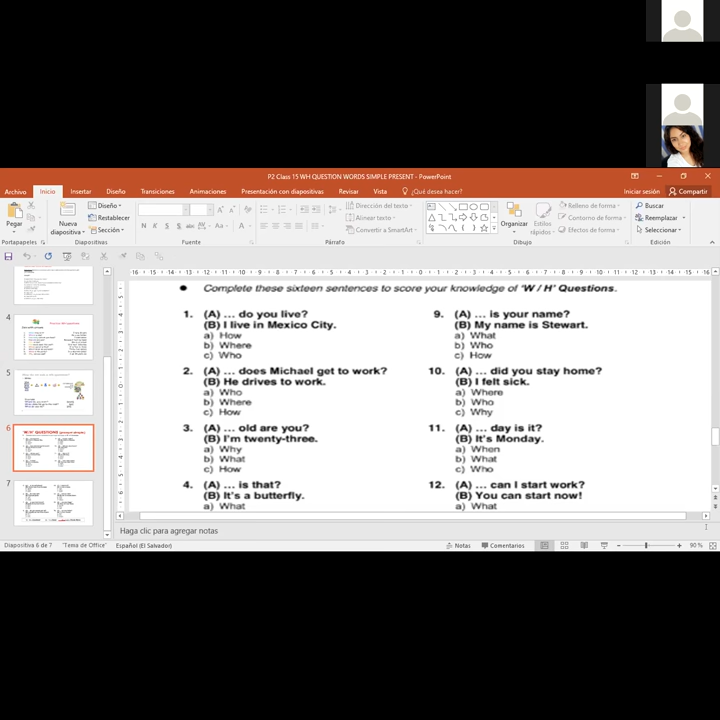 P2 Class 15 WH QUESTION WORDS SIMPLE PRESENT - PowerPoint
Archivo Inicio Insertar Diseño Transiciones Animaciones Presentación con diapositivas Revisar Vista ¿Qué desea hacer? Iniciar sesión Compartir
Pegar
Nueva diapositiva
Diseño
Restablecer
Sección
N K S
Aa
Dirección del texto
Alinear texto
Convertir a SmartArt
Organizar
Estilos rápidos
Relleno de forma
Contorno de forma
Efectos de forma
Buscar
Reemplazar
Seleccionar
Portapapeles Diapositivas Fuente Párrafo Dibujo Edición
4
5
6
7
Complete these sixteen sentences to score your knowledge of 'W / H' Questions.
1. (A) ... do you live?
(B) I live in Mexico City.
a) How
b) Where
c) Who
2. (A) ... does Michael get to work?
(B) He drives to work.
a) Who
b) Where
c) How
3. (A) ... old are you?
(B) I'm twenty-three.
a) Why
b) What
c) How
4. (A) ... is that?
(B) It's a butterfly.
a) What
9. (A) ... is your name?
(B) My name is Stewart.
a) What
b) Who
c) How
10. (A) ... did you stay home?
(B) I felt sick.
a) Where
b) Who
c) Why
11. (A) ... day is it?
(B) It's Monday.
a) When
b) What
c) Who
12. (A) ... can I start work?
(B) You can start now!
a) What
Haga clic para agregar notas
Diapositiva 6 de 7 "Tema de Office" Español (El Salvador) Notas Comentarios 90 %